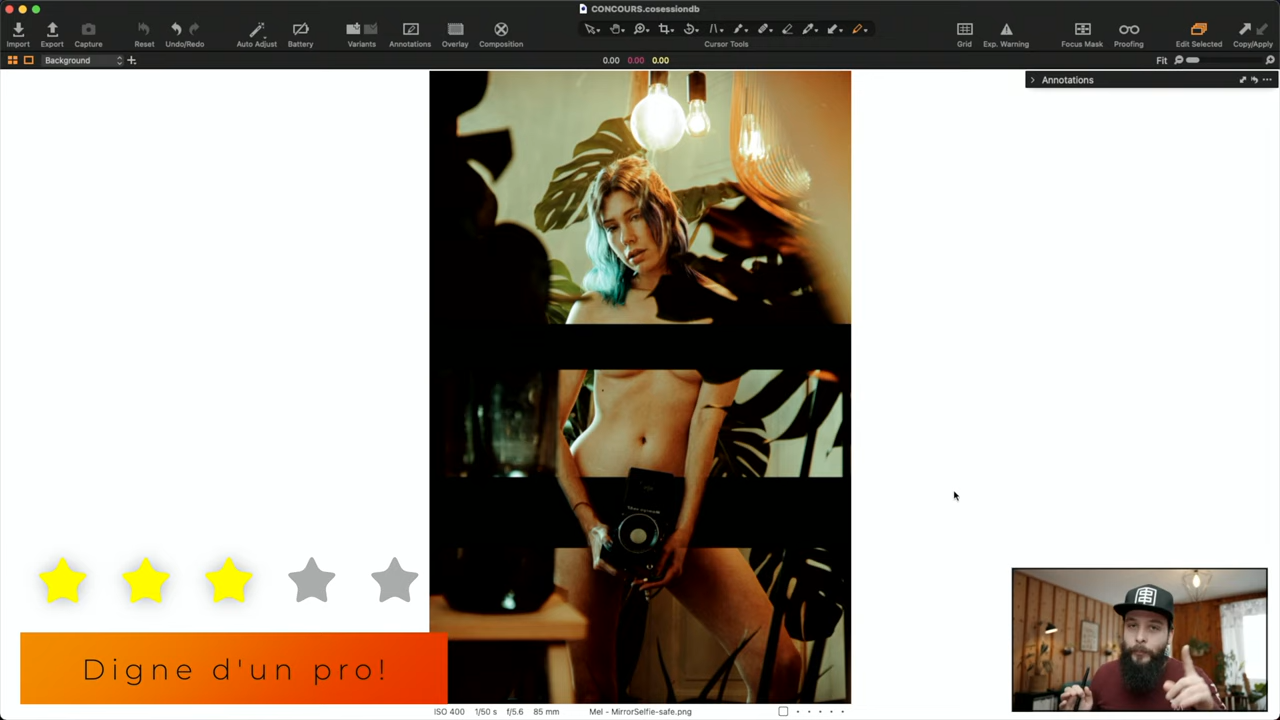 CONCOURS.cosessiondb
Import Export Capture Reset Undo/Redo Auto Adjust Battery Variants Annotations Overlay Composition Cursor Tools Grid Exp. Warning Focus Mask Proofing Edit Selected Copy/Apply
Background 0.00 0.00 0.00 Fit
Annotations
Digne d'un pro!
ISO 400 1/50 s f/5.6 85 mm Mel - MirrorSelfie-safe.png